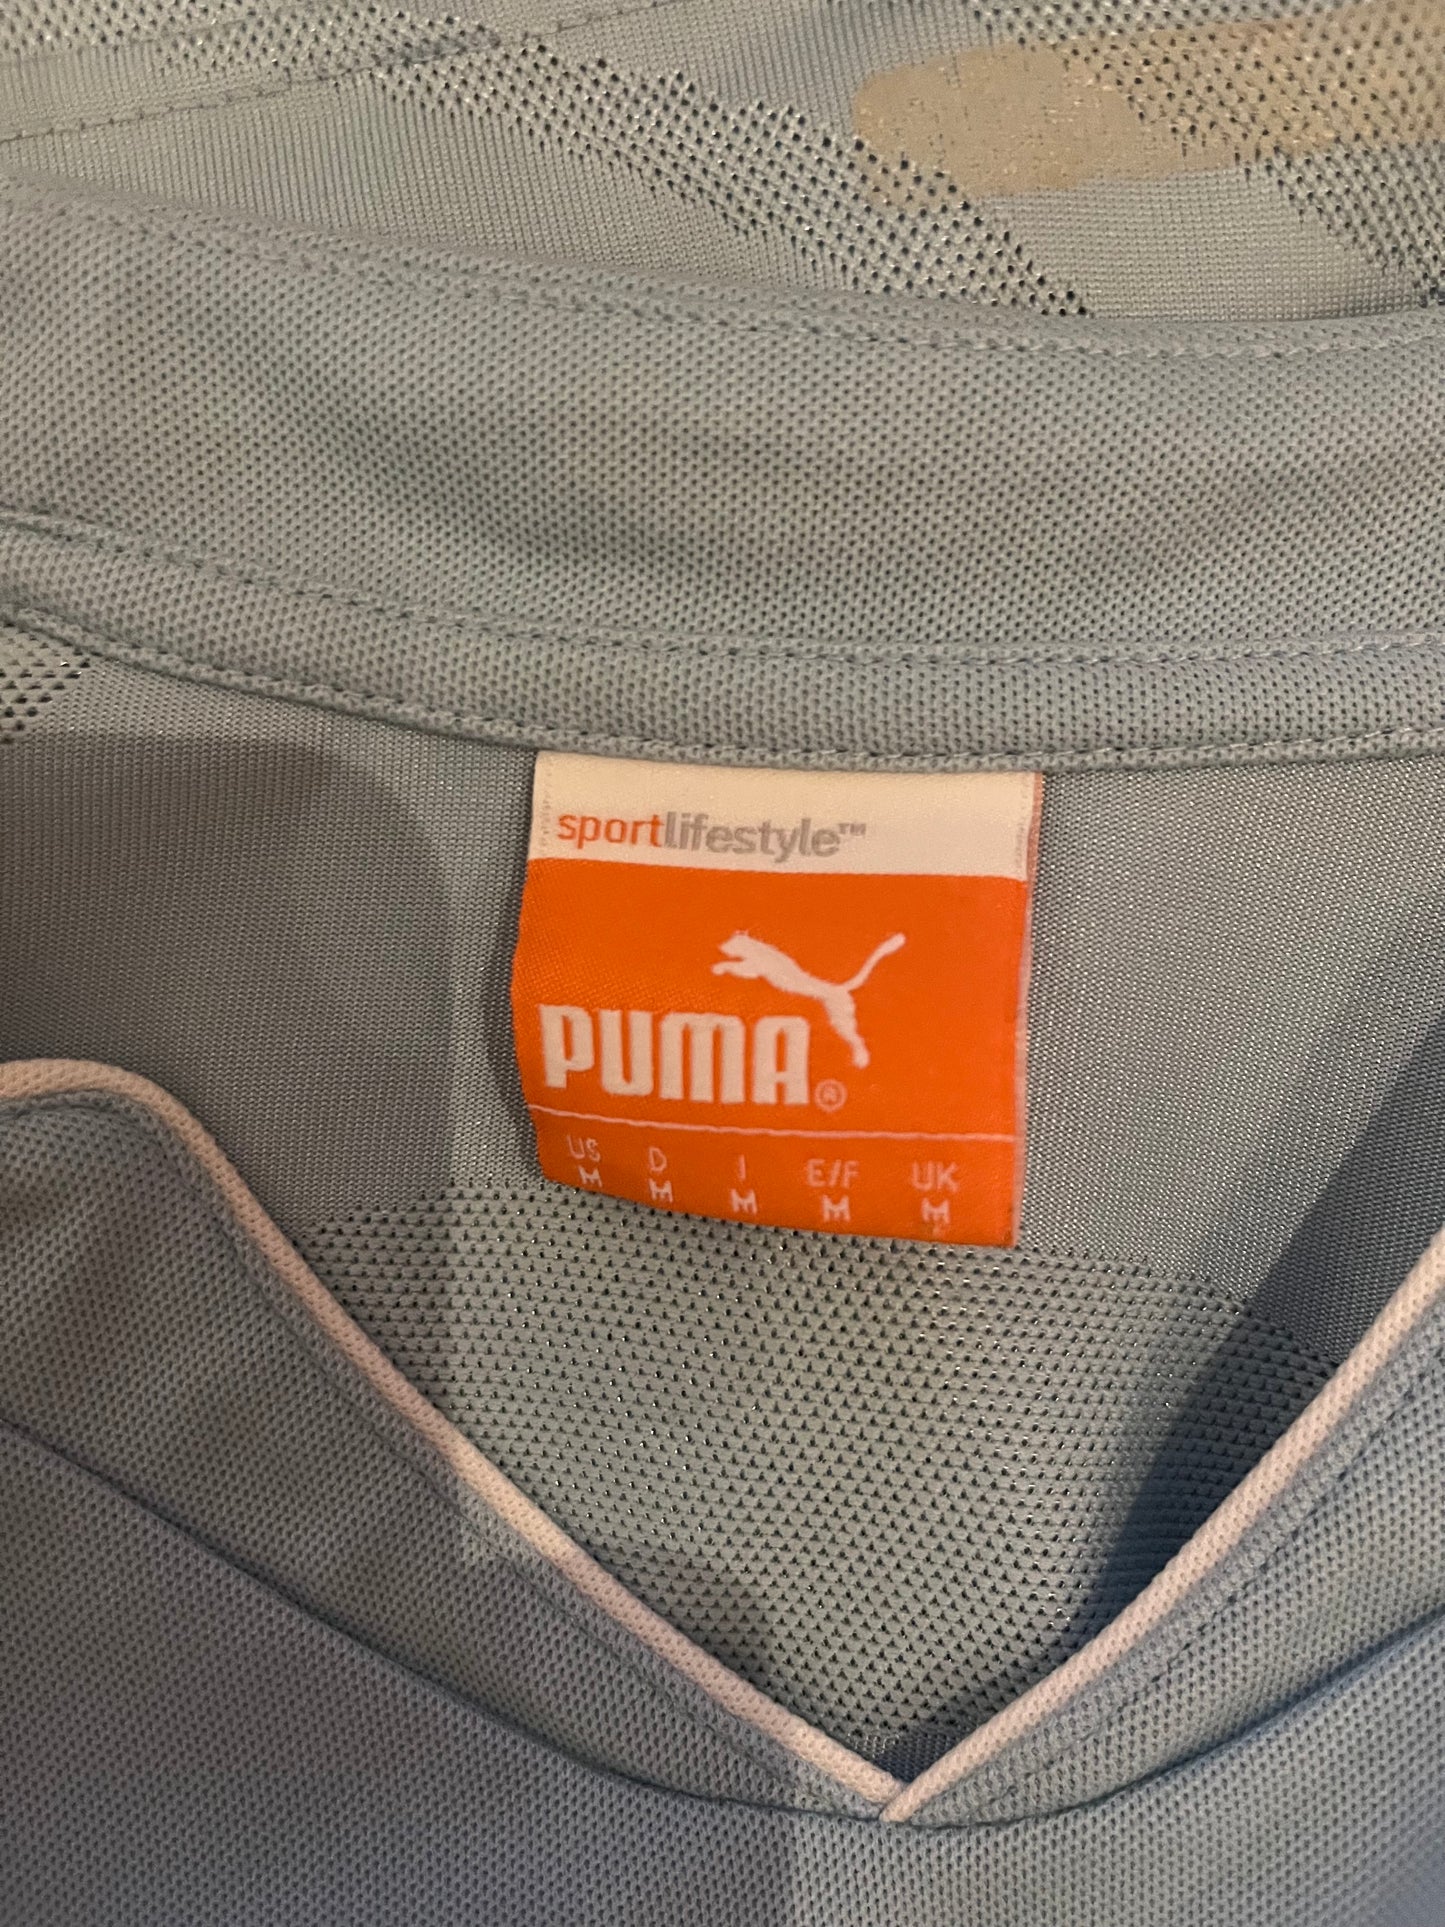 sportlifestyle™
PUMA®
US D I E/F UK
M M M M M